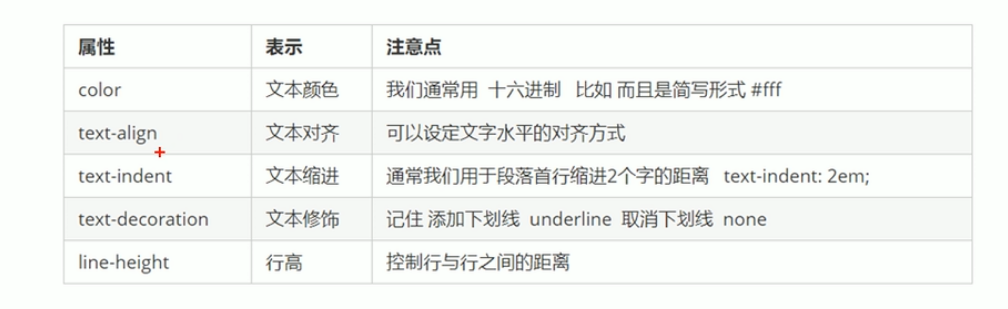 属性 表示 注意点
color 文本颜色 我们通常用 十六进制 比如 而且是简写形式 #fff
text-align 文本对齐 可以设定文字水平的对齐方式
text-indent 文本缩进 通常我们用于段落首行缩进2个字的距离 text-indent: 2em;
text-decoration 文本修饰 记住 添加下划线 underline 取消下划线 none
line-height 行高 控制行与行之间的距离